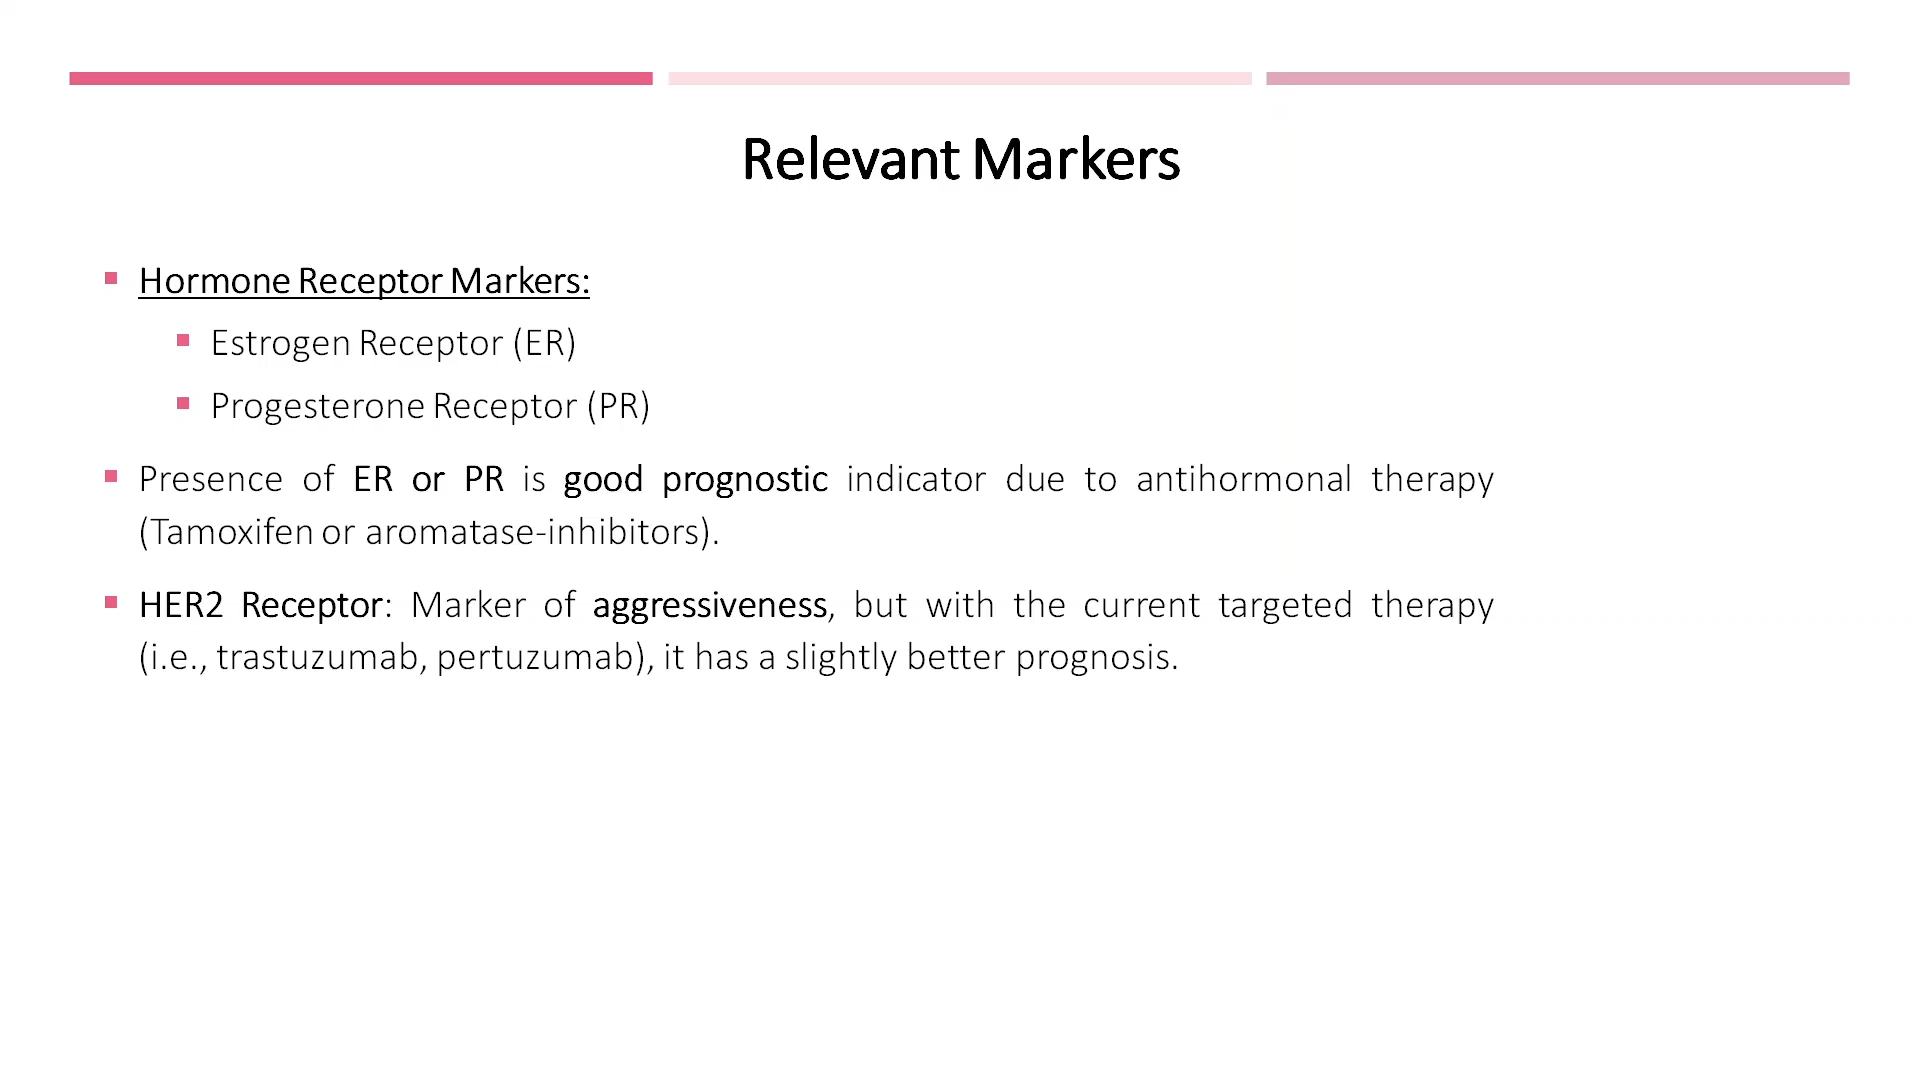 Relevant Markers
Hormone Receptor Markers:
Estrogen Receptor (ER)
Progesterone Receptor (PR)
Presence of ER or PR is good prognostic indicator due to antihormonal therapy
(Tamoxifen or aromatase-inhibitors).
HER2 Receptor: Marker of aggressiveness, but with the current targeted therapy
(i.e., trastuzumab, pertuzumab), it has a slightly better prognosis.